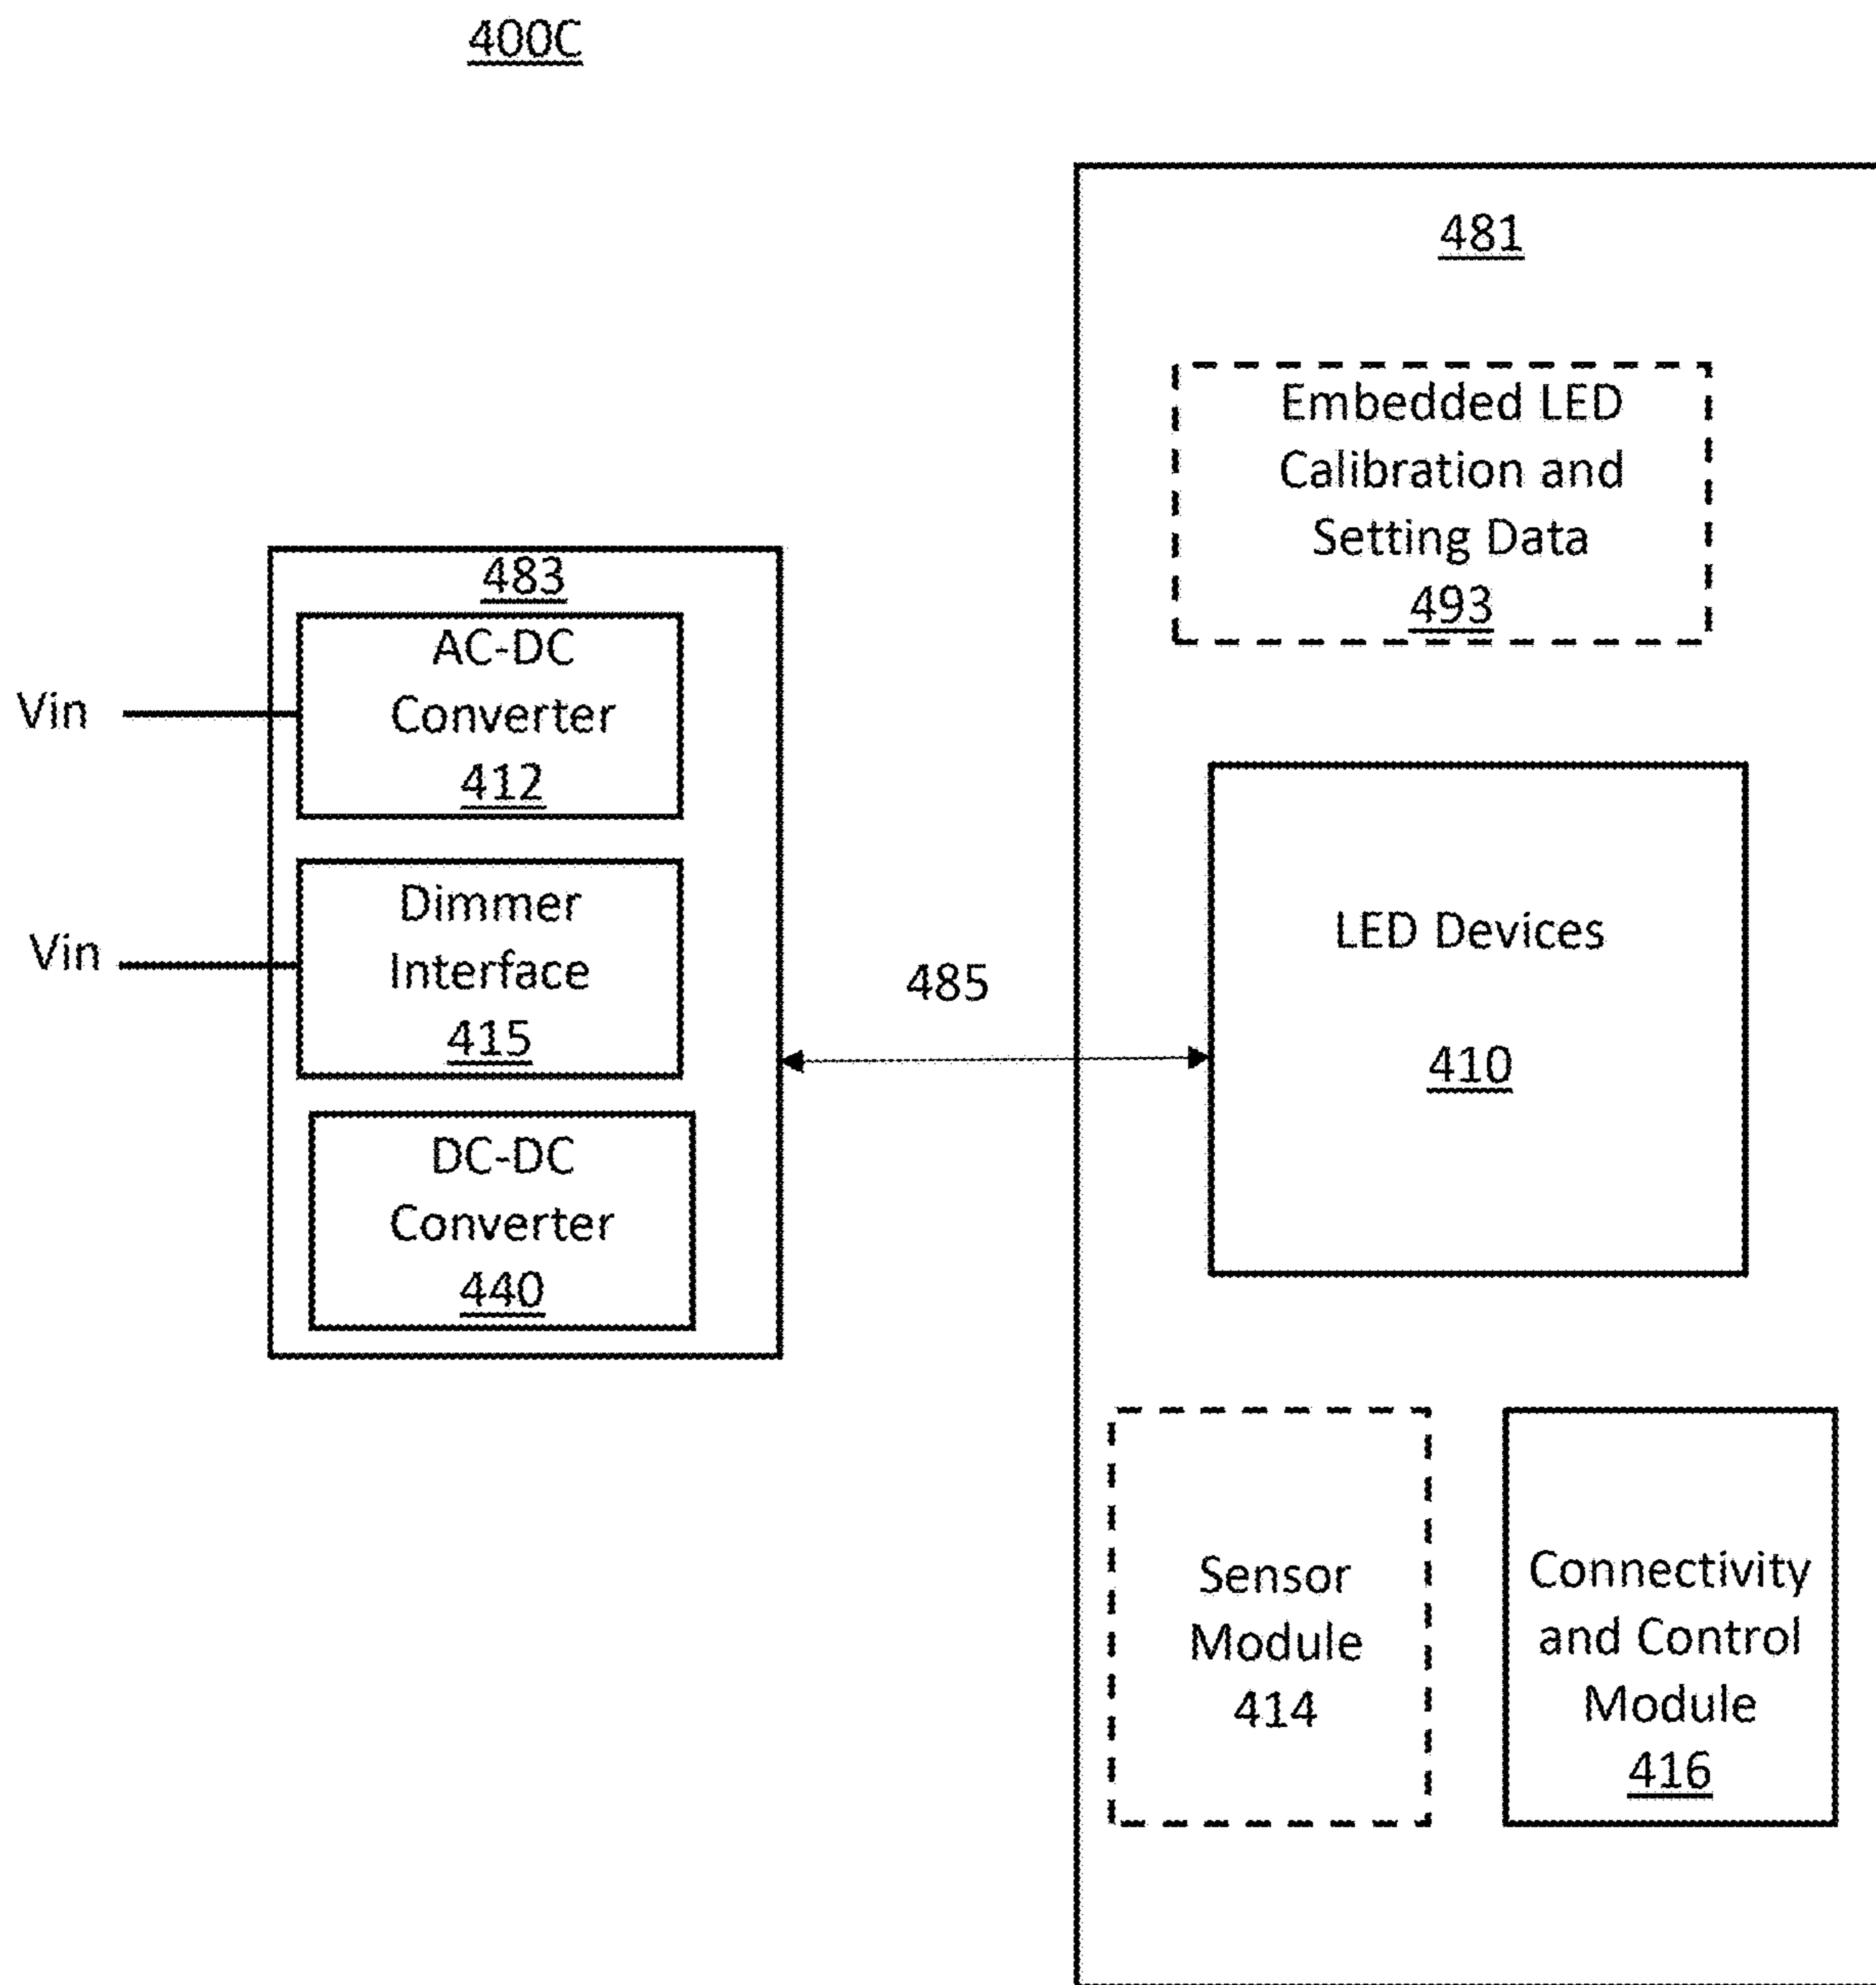 400C
483
AC-DC
Converter
412
Vin
Dimmer
Interface
415
Vin
DC-DC
Converter
440
485
481
Embedded LED
Calibration and
Setting Data
493
LED Devices
410
Sensor
Module
414
Connectivity
and Control
Module
416